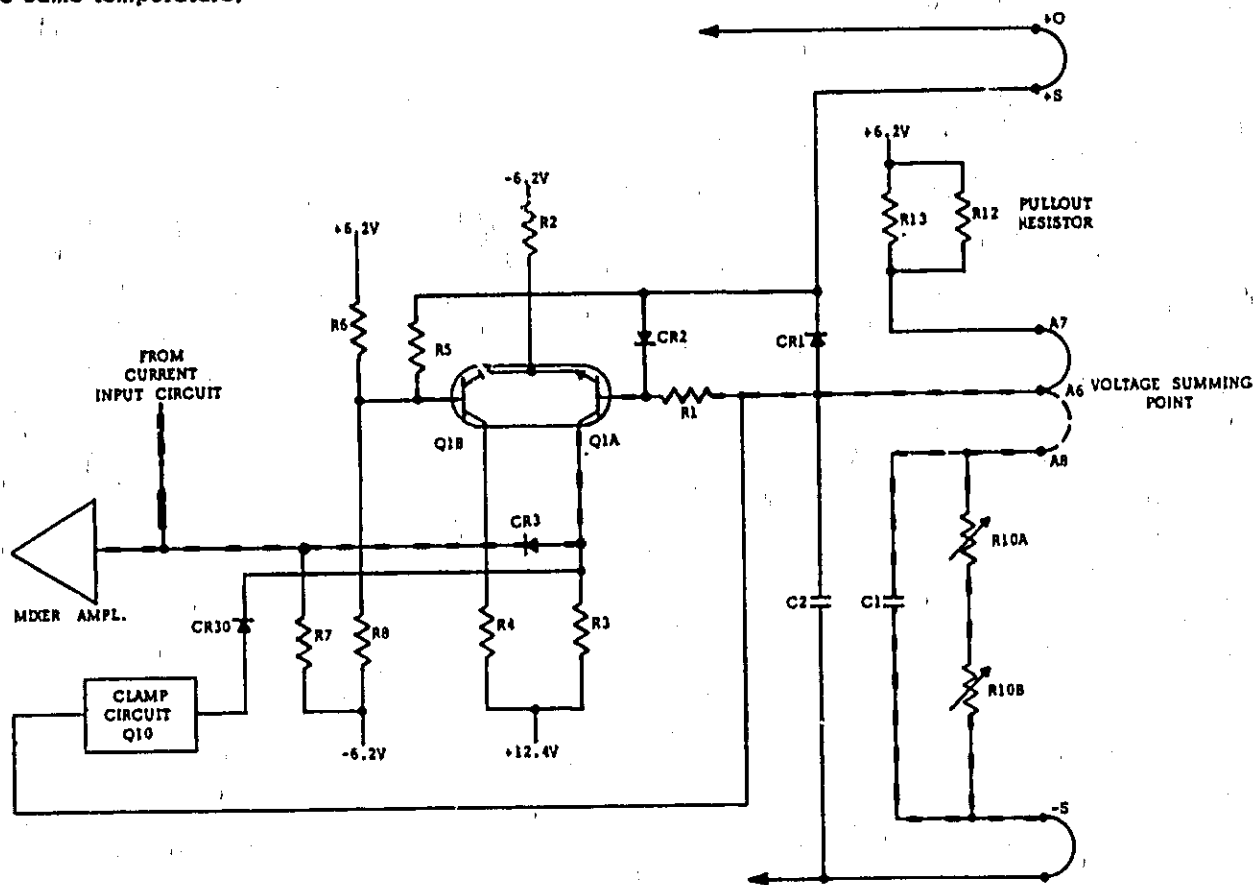 same temperature.
+O
+S
+6.2V
-6.2V
R13
R12
PULLOUT
RESISTOR
R2
+6.2V
R6
R5
CR2
CR1
A7
FROM
CURRENT
INPUT CIRCUIT
A6
VOLTAGE SUMMING
POINT
R1
Q1B
Q1A
A8
CR3
R10A
MIXER AMPL.
CR30
R7
R8
R4
R3
C2
C1
R10B
CLAMP
CIRCUIT
Q10
-6.2V
+12.4V
-S